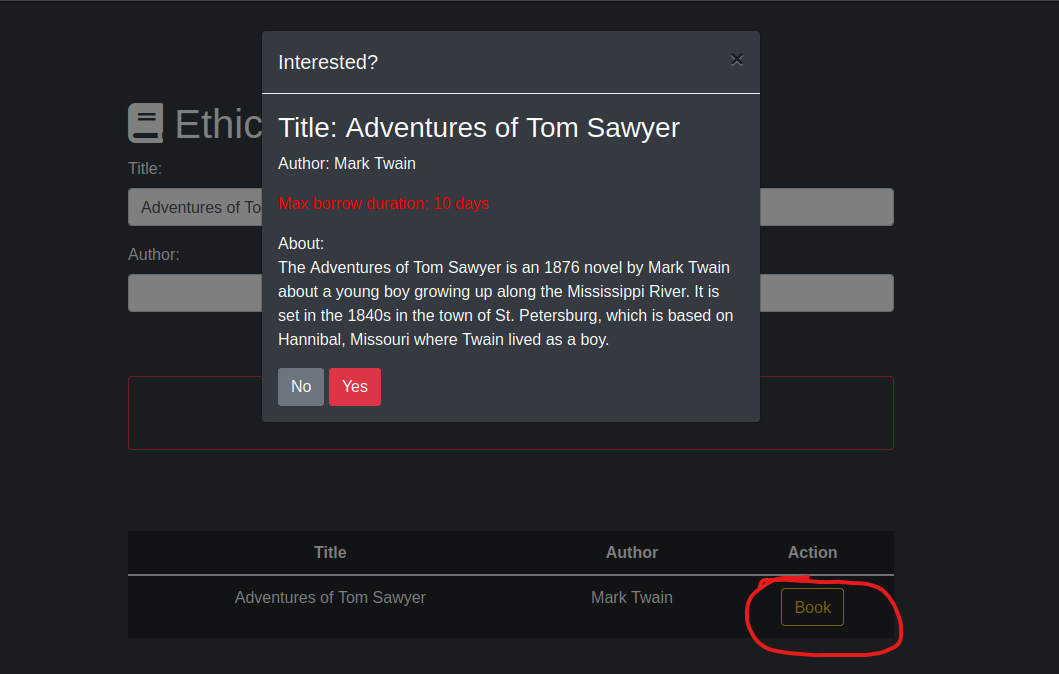 Interested?
×
Ethic
Title: Adventures of Tom Sawyer
Author: Mark Twain
Title:
Max borrow duration: 10 days
Adventures of To
About:
The Adventures of Tom Sawyer is an 1876 novel by Mark Twain
about a young boy growing up along the Mississippi River. It is
set in the 1840s in the town of St. Petersburg, which is based on
Hannibal, Missouri where Twain lived as a boy.
Author:
No Yes
Title Author Action
Adventures of Tom Sawyer Mark Twain Book